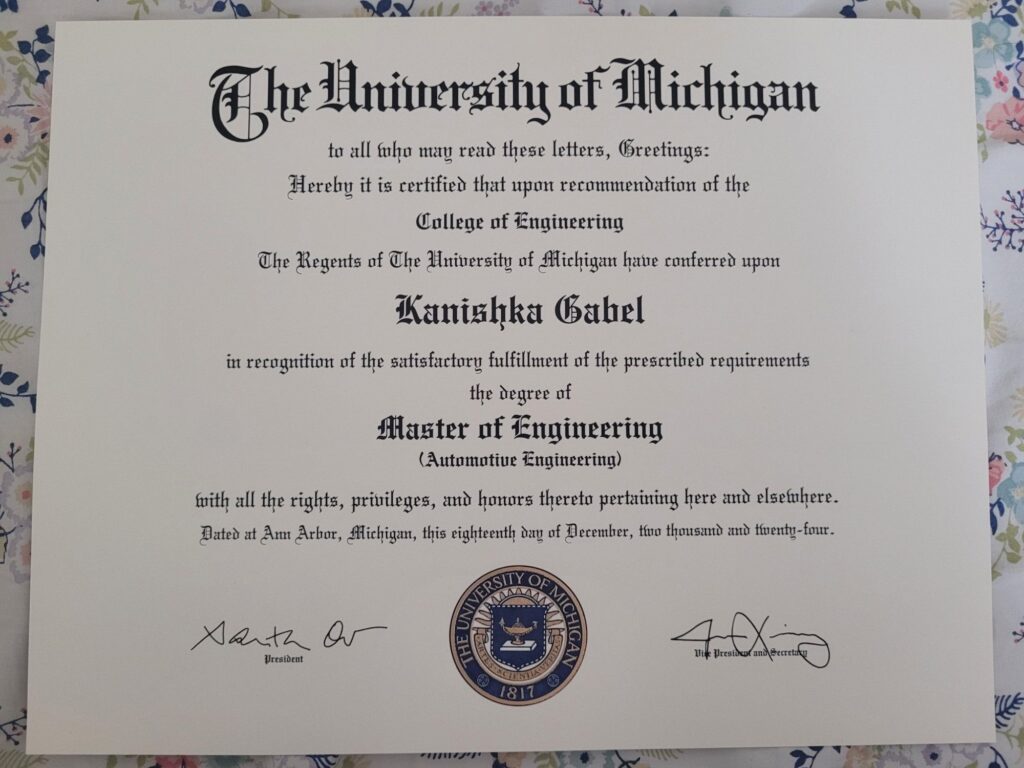 The University of Michigan
to all who may read these letters, Greetings:
Hereby it is certified that upon recommendation of the
College of Engineering
The Regents of The University of Michigan have conferred upon
Kanishka Gabel
in recognition of the satisfactory fulfillment of the prescribed requirements
the degree of
Master of Engineering
(Automotive Engineering)
with all the rights, privileges, and honors thereto pertaining here and elsewhere.
Dated at Ann Arbor, Michigan, this eighteenth day of December, two thousand and twenty-four.
President
THE UNIVERSITY OF MICHIGAN
1817
Vice President and Secretary